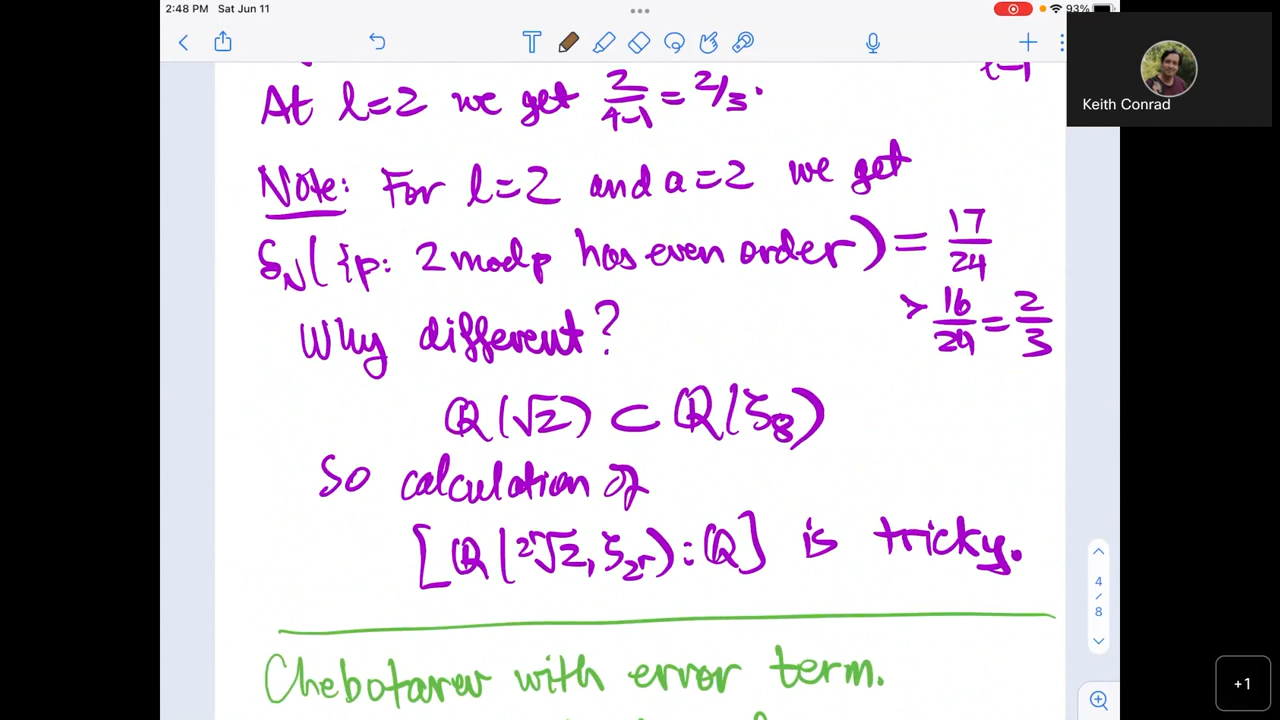 2:48 PM Sat Jun 11
93%
Keith Conrad
At l=2 we get 2/(4-1) = 2/3.
Note: For l=2 and a=2 we get
δ_N({p: 2 mod p has even order) = 17/24
> 16/24 = 2/3
Why different?
ℚ(√2) ⊂ ℚ(ζ_8)
So calculation of
[ℚ(^{2^r}√2, ζ_{2^r}):ℚ] is tricky.
4
/
8
Chebotarev with error term.
+1